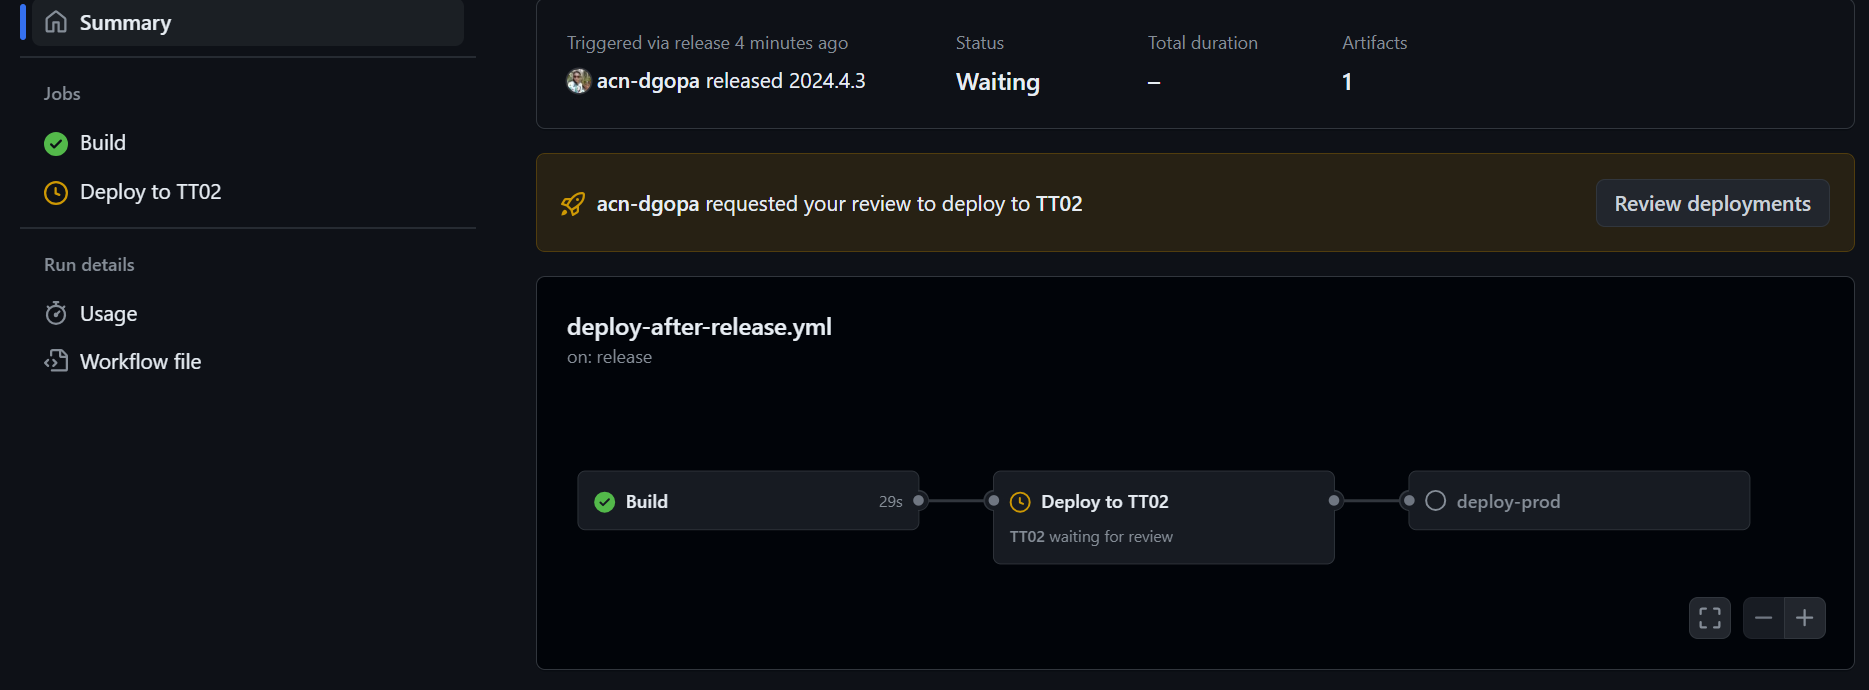 Summary
Jobs
Build
Deploy to TT02
Run details
Usage
Workflow file
Triggered via release 4 minutes ago
acn-dgopa released 2024.4.3
Status
Waiting
Total duration
–
Artifacts
1
acn-dgopa requested your review to deploy to TT02
Review deployments
deploy-after-release.yml
on: release
Build 29s
Deploy to TT02
TT02 waiting for review
deploy-prod